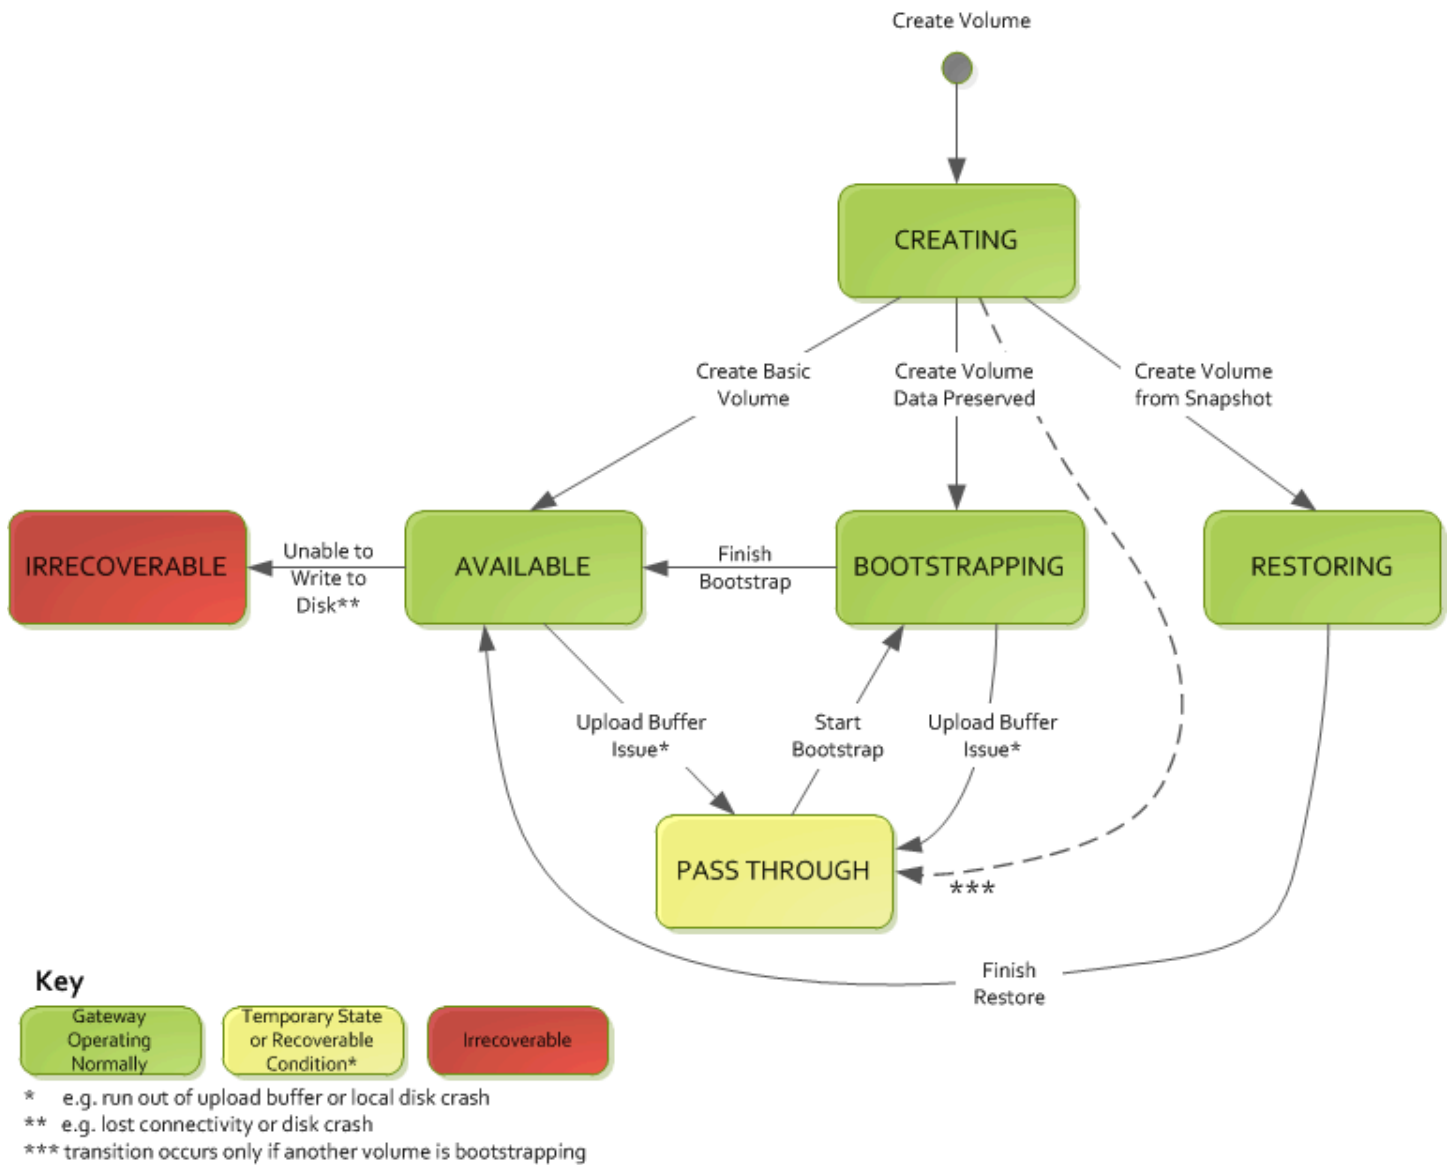 Create Volume
CREATING
Create Basic
Volume
Create Volume
Data Preserved
Create Volume
from Snapshot
IRRECOVERABLE
Unable to
Write to
Disk**
AVAILABLE
Finish
Bootstrap
BOOTSTRAPPING
RESTORING
Upload Buffer
Issue*
Start
Bootstrap
Upload Buffer
Issue*
PASS THROUGH
***
Finish
Restore
Key
Gateway
Operating
Normally
Temporary State
or Recoverable
Condition*
Irrecoverable
* e.g. run out of upload buffer or local disk crash
** e.g. lost connectivity or disk crash
*** transition occurs only if another volume is bootstrapping